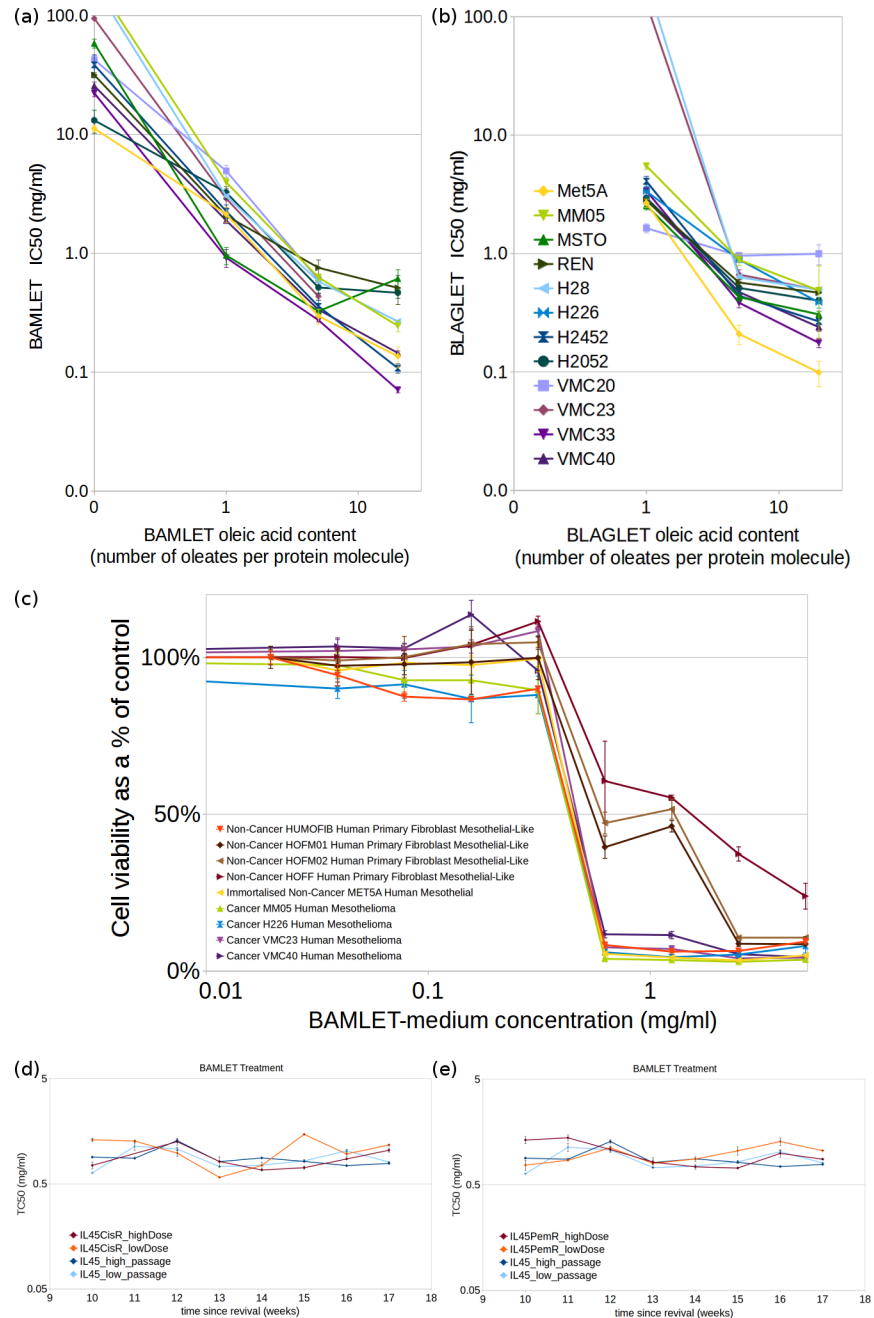 (a)
100.0
10.0
1.0
0.1
0.0
BAMLET IC50 (mg/ml)
0
1
10
BAMLET oleic acid content
(number of oleates per protein molecule)
(b)
100.0
10.0
1.0
0.1
0.0
BLAGLET IC50 (mg/ml)
Met5A
MM05
MSTO
REN
H28
H226
H2452
H2052
VMC20
VMC23
VMC33
VMC40
0
1
10
BLAGLET oleic acid content
(number of oleates per protein molecule)
(c)
100%
50%
0%
Cell viability as a % of control
Non-Cancer HUMOFIB Human Primary Fibroblast Mesothelial-Like
Non-Cancer HOFM01 Human Primary Fibroblast Mesothelial-Like
Non-Cancer HOFM02 Human Primary Fibroblast Mesothelial-Like
Non-Cancer HOFF Human Primary Fibroblast Mesothelial-Like
Immortalised Non-Cancer MET5A Human Mesothelial
Cancer MM05 Human Mesothelioma
Cancer H226 Human Mesothelioma
Cancer VMC23 Human Mesothelioma
Cancer VMC40 Human Mesothelioma
0.01
0.1
1
BAMLET-medium concentration (mg/ml)
(d)
BAMLET Treatment
5
0.5
0.05
TC50 (mg/ml)
IL45CisR_highDose
IL45CisR_lowDose
IL45_high_passage
IL45_low_passage
9 10 11 12 13 14 15 16 17 18
time since revival (weeks)
(e)
BAMLET Treatment
5
0.5
0.05
TC50 (mg/ml)
IL45PemR_highDose
IL45PemR_lowDose
IL45_high_passage
IL45_low_passage
9 10 11 12 13 14 15 16 17 18
time since revival (weeks)